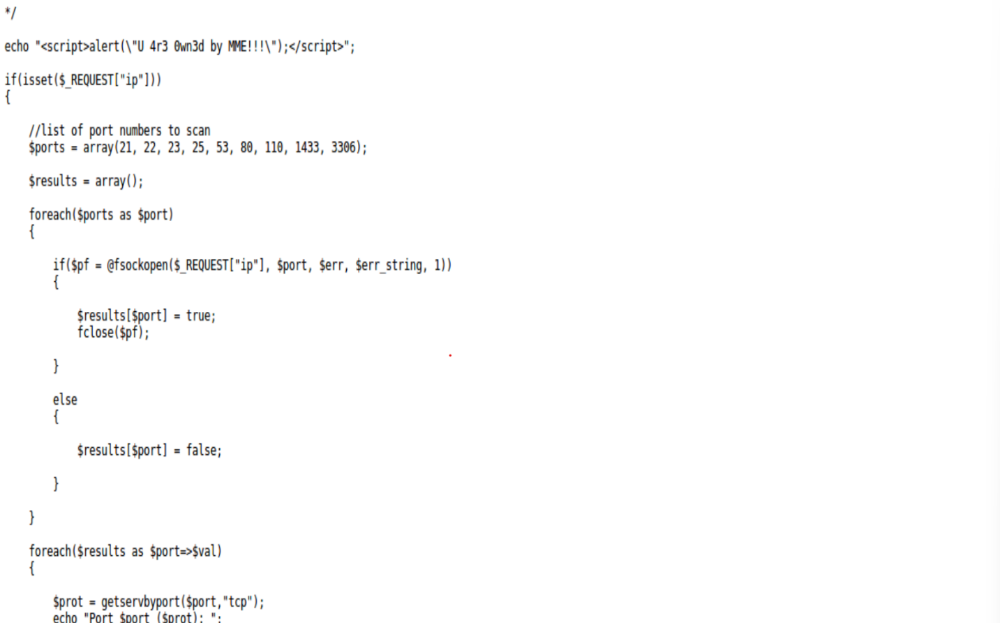 */
echo "<script>alert(\"U 4r3 0wn3d by MME!!!\");</script>";
if(isset($_REQUEST["ip"]))
{
//list of port numbers to scan
$ports = array(21, 22, 23, 25, 53, 80, 110, 1433, 3306);
$results = array();
foreach($ports as $port)
{
if($pf = @fsockopen($_REQUEST["ip"], $port, $err, $err_string, 1))
{
$results[$port] = true;
fclose($pf);
}
else
{
$results[$port] = false;
}
}
foreach($results as $port=>$val)
{
$prot = getservbyport($port,"tcp");
echo "Port $port ($prot): ";